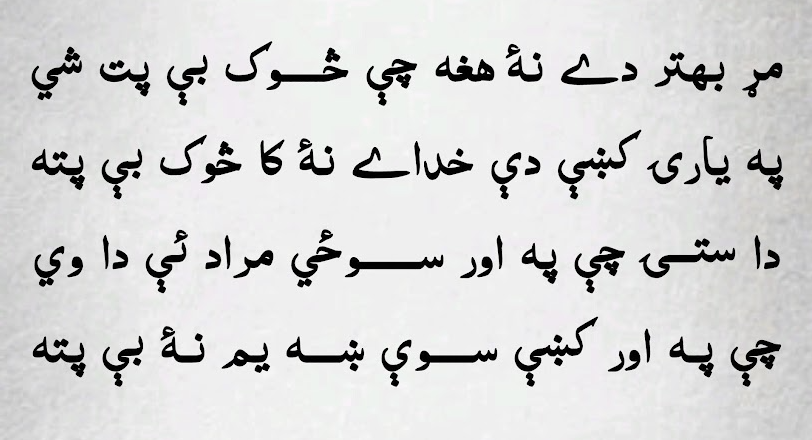 مړ بهتر دے نۀ هغه چې څوک بې پت شي
په يارۍ کښې دې خداے نۀ کا څوک بې پته
دا ستۍ چې په اور سوځي مراد ئې دا وي
چې په اور کښې سوې ښه يم نۀ بې پته